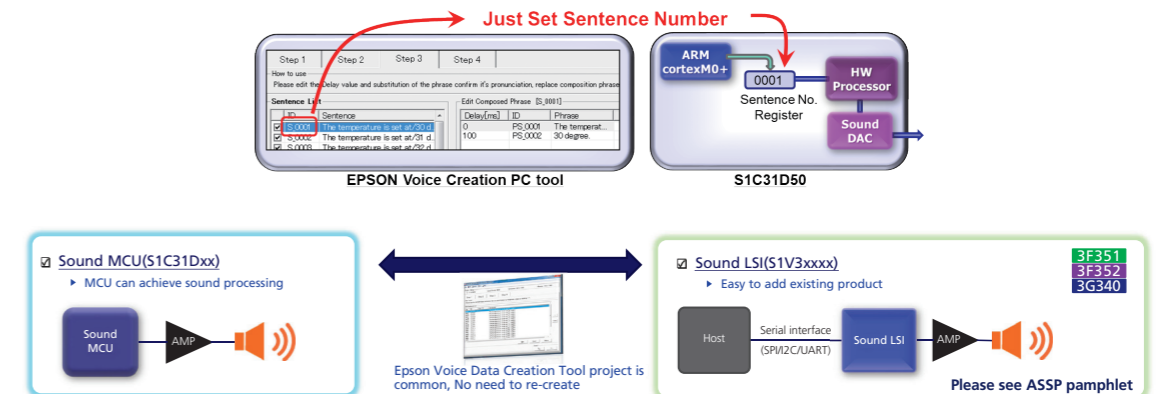 Just Set Sentence Number
Step 1
Step 2
Step 3
Step 4
How to use
Please edit the Delay value and substitution of the phrase confirm it's pronunciation, replace composition phrase
Sentence List
ID Sentence
S_0001 The temperature is set at/30 d.
S_0002 The temperature is set at/31 d.
S_0003 The temperature is set at/32 d
Edit Composed Phrase [S_0001]
Delay[ms] ID Phrase
0 PS_0001 The temperat...
100 PS_0002 30 degree.
EPSON Voice Creation PC tool
ARM
cortexM0+
0001
Sentence No.
Register
HW
Processor
Sound
DAC
S1C31D50
Sound MCU(S1C31Dxx)
MCU can achieve sound processing
Sound
MCU
AMP
Epson Voice Data Creation Tool project is
common, No need to re-create
Sound LSI(S1V3xxxx)
Easy to add existing product
3F351
3F352
3G340
Host
Serial interface
(SPI/I2C/UART)
Sound LSI
AMP
Please see ASSP pamphlet